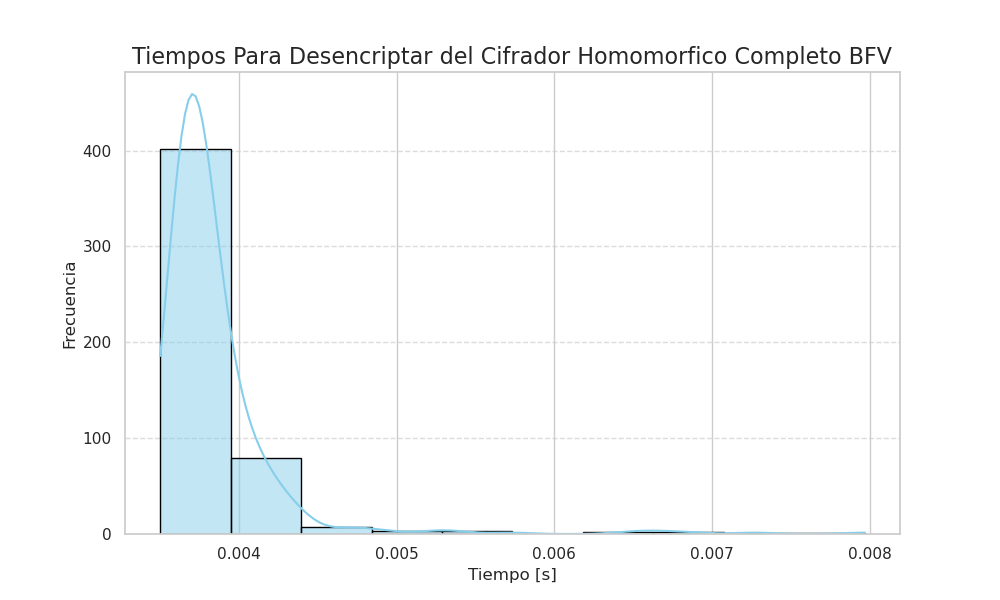 Tiempos Para Desencriptar del Cifrador Homomorfico Completo BFV
Frecuencia
400
300
200
100
0
0.004 0.005 0.006 0.007 0.008
Tiempo [s]